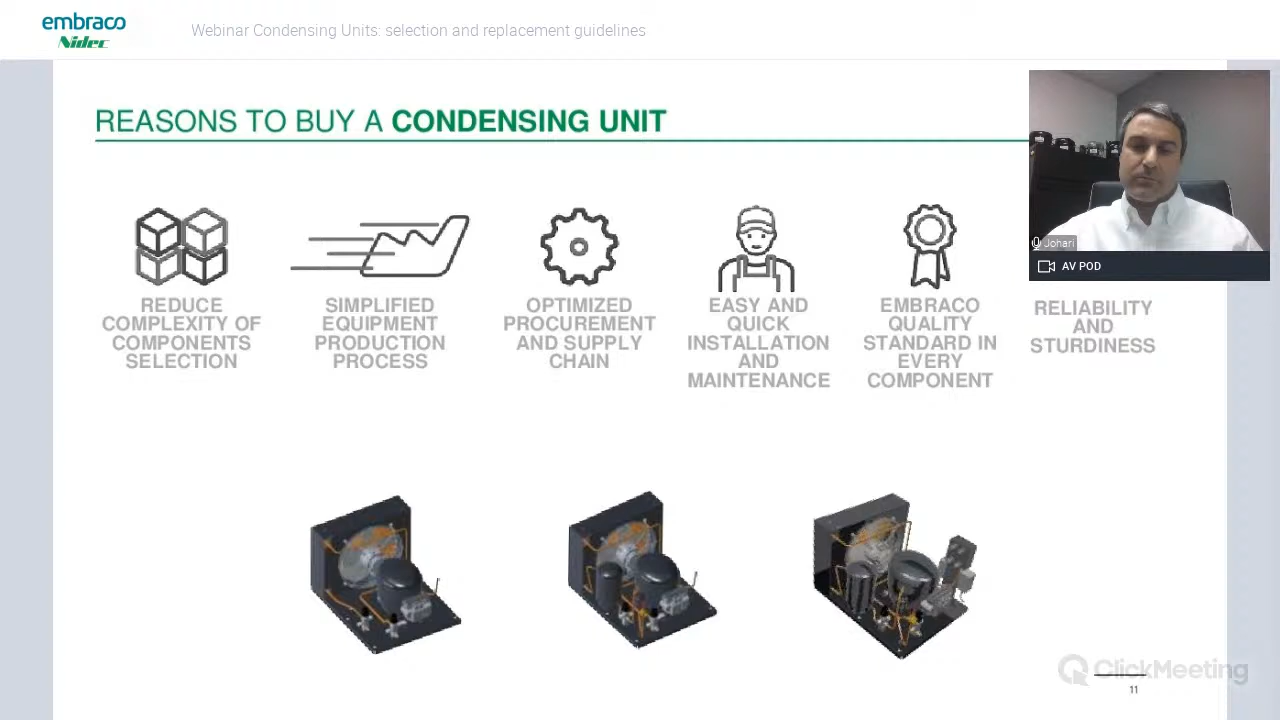 embraco
Nidec
Webinar Condensing Units: selection and replacement guidelines
REASONS TO BUY A CONDENSING UNIT
REDUCE
COMPLEXITY OF
COMPONENTS
SELECTION
SIMPLIFIED
EQUIPMENT
PRODUCTION
PROCESS
OPTIMIZED
PROCUREMENT
AND SUPPLY
CHAIN
EASY AND
QUICK
INSTALLATION
AND
MAINTENANCE
EMBRACO
QUALITY
STANDARD IN
EVERY
COMPONENT
RELIABILITY
AND
STURDINESS
Johari
AV POD
ClickMeeting
11